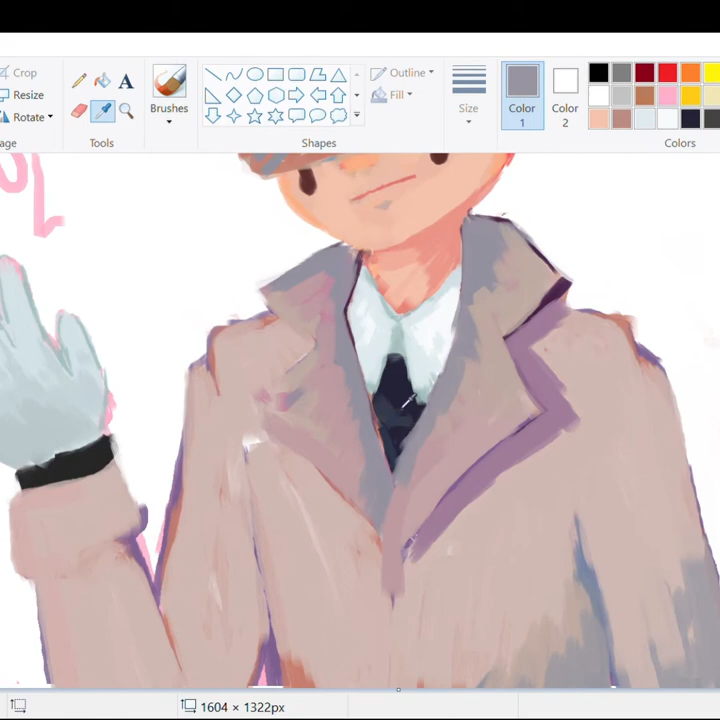 Crop
Resize
Rotate
age
A
Tools
Brushes
Shapes
Outline
Fill
Size
Color
1
Color
2
Colors
1604 × 1322px